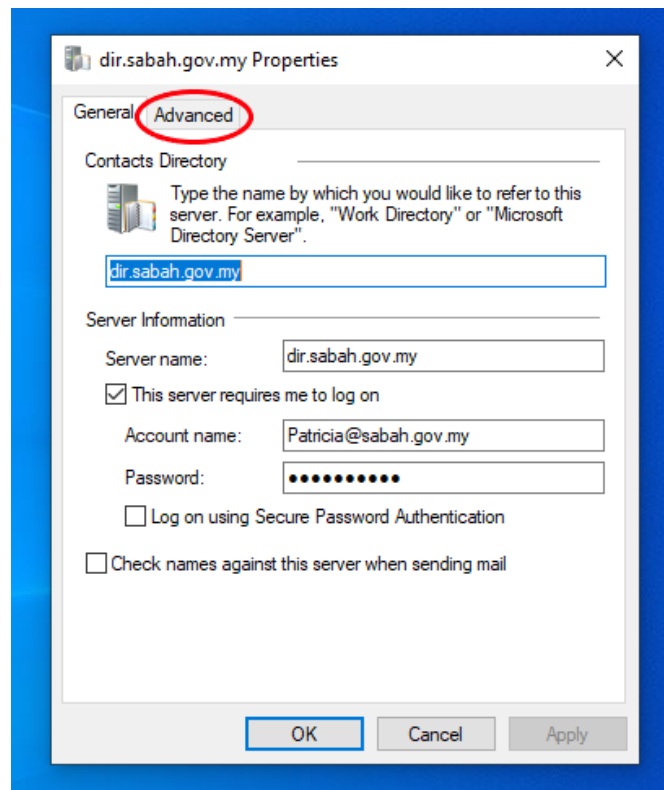 dir.sabah.gov.my Properties
General
Advanced
Contacts Directory
Type the name by which you would like to refer to this
server. For example, "Work Directory" or "Microsoft
Directory Server".
dir.sabah.gov.my
Server Information
Server name: dir.sabah.gov.my
This server requires me to log on
Account name: Patricia@sabah.gov.my
Password: ●●●●●●●●●●
Log on using Secure Password Authentication
Check names against this server when sending mail
OK Cancel Apply